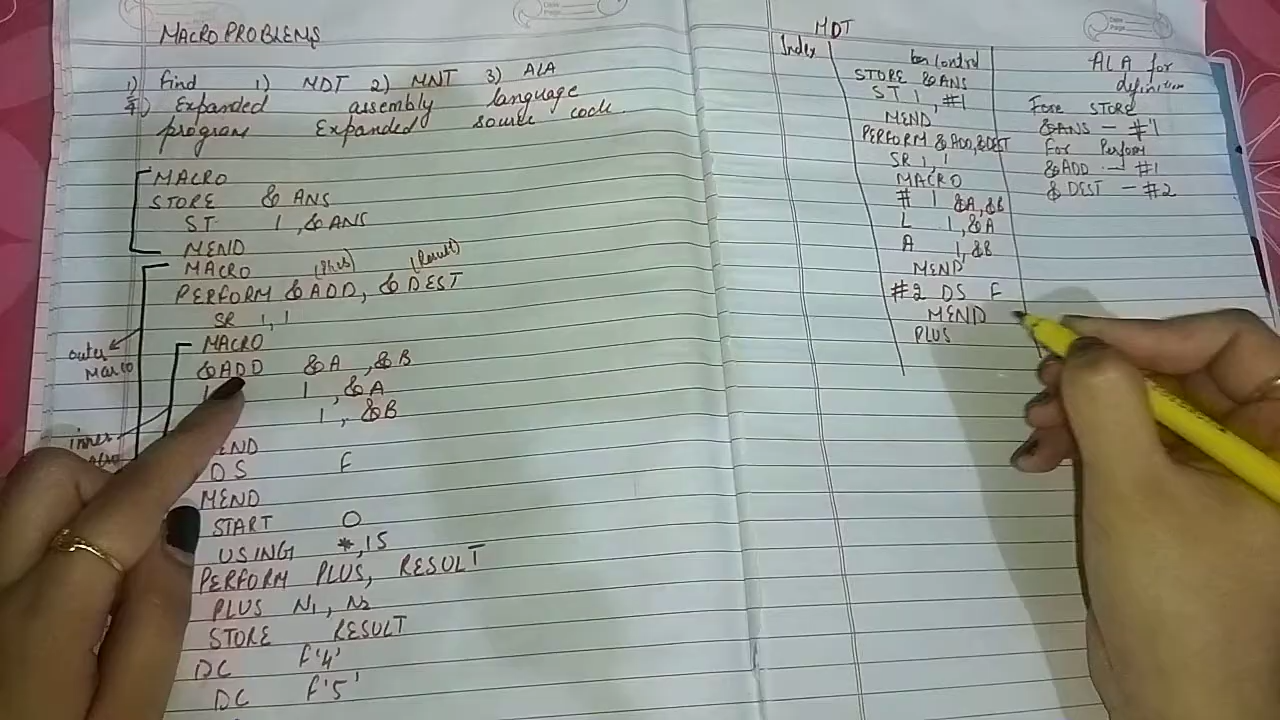 MACRO PROBLEMS
1) Find 1) MDT 2) MNT 3) ALA
4) Expanded assembly language
program Expanded source code
MACRO
STORE &ANS
ST 1, &ANS
MEND
MACRO (Plus) (Result)
PERFORM &ADD, &DEST
SR 1,1
MACRO
&ADD &A, &B
1, &A
1, &B
END
DS F
MEND
START 0
USING *,15
PERFORM PLUS, RESULT
PLUS N1, N2
STORE RESULT
DC F'4'
DC F'5'
outer
Macro
inner
MDT
Index
STORE &ANS
ST 1, #1
MEND
PERFORM &ADD,&DEST
SR 1,1
MACRO
#1 &A,&B
L 1,&A
A 1,&B
MEND
#2 DS F
MEND
PLUS
ALA for
definition
For STORE
&ANS - #1
For Perform
&ADD - #1
&DEST - #2